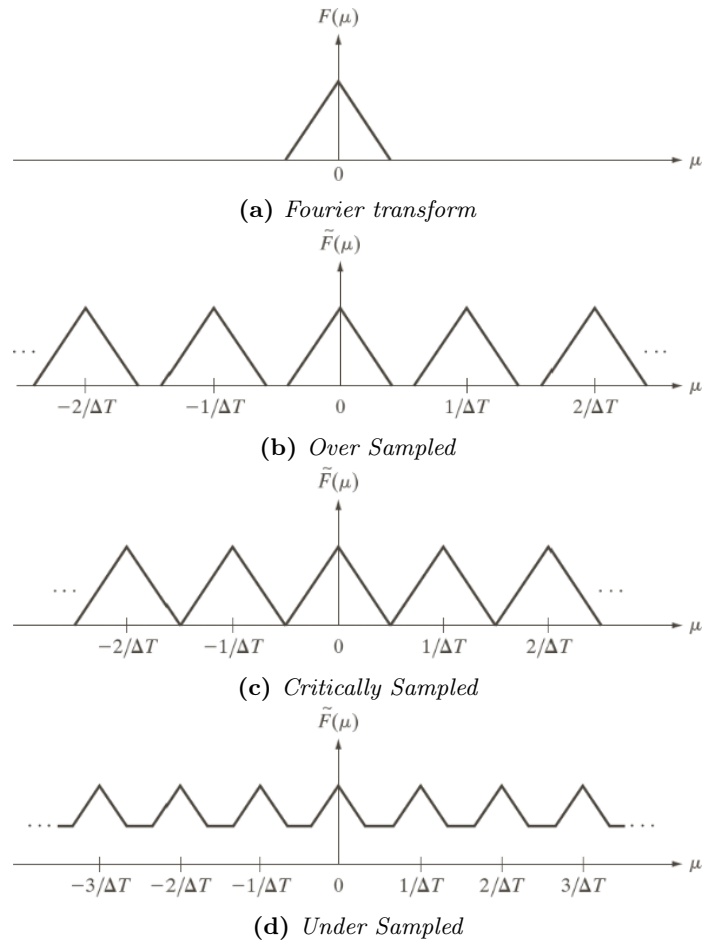 F(μ)
μ
0
(a) Fourier transform
F̃(μ)
... ...
μ
−2/ΔT −1/ΔT 0 1/ΔT 2/ΔT
(b) Over Sampled
F̃(μ)
... ...
μ
−2/ΔT −1/ΔT 0 1/ΔT 2/ΔT
(c) Critically Sampled
F̃(μ)
... ...
μ
−3/ΔT −2/ΔT −1/ΔT 0 1/ΔT 2/ΔT 3/ΔT
(d) Under Sampled